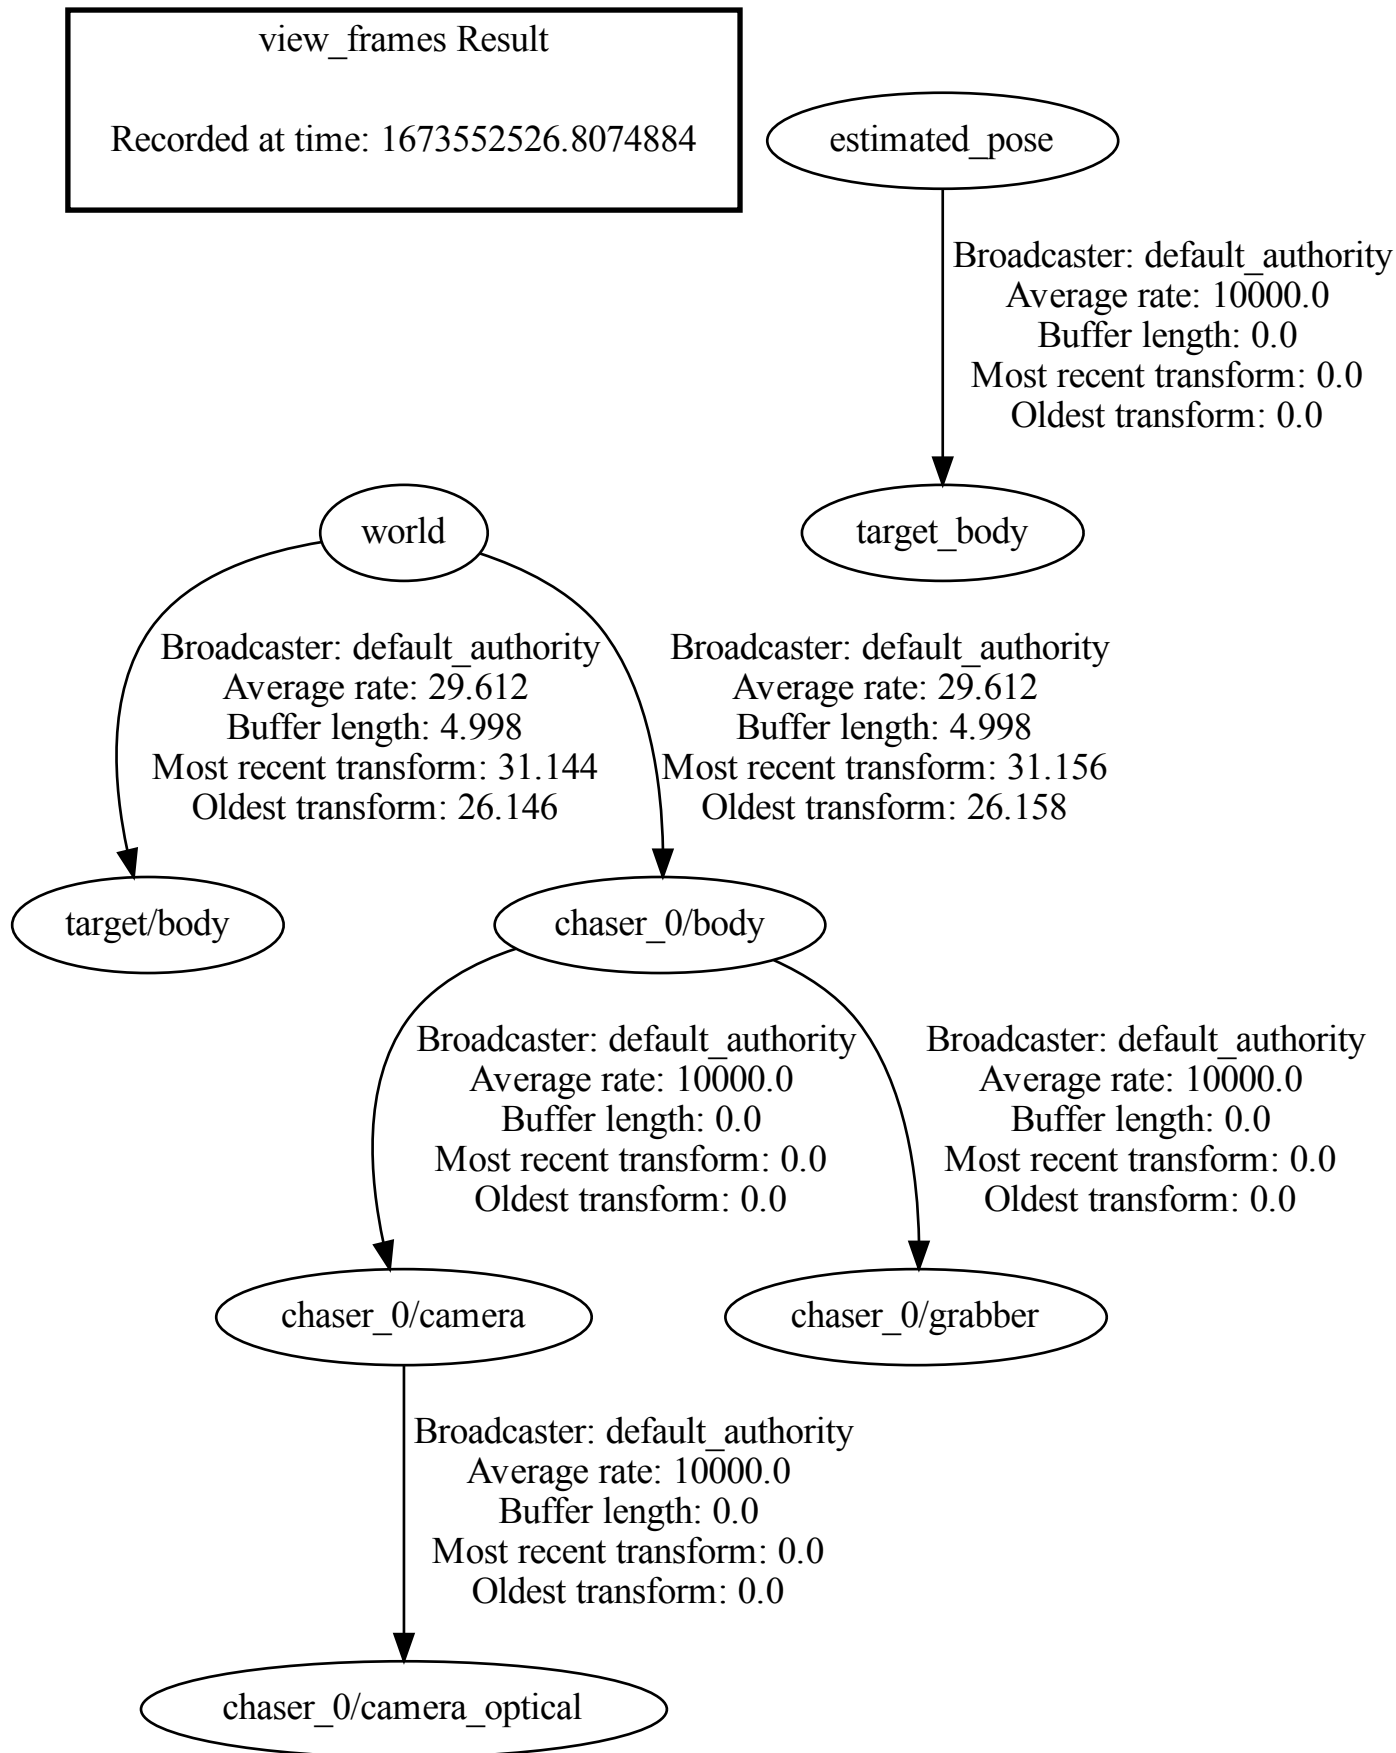 view_frames Result
Recorded at time: 1673552526.8074884
estimated_pose
Broadcaster: default_authority
Average rate: 10000.0
Buffer length: 0.0
Most recent transform: 0.0
Oldest transform: 0.0
target_body
world
Broadcaster: default_authority
Average rate: 29.612
Buffer length: 4.998
Most recent transform: 31.144
Oldest transform: 26.146
Broadcaster: default_authority
Average rate: 29.612
Buffer length: 4.998
Most recent transform: 31.156
Oldest transform: 26.158
target/body
chaser_0/body
Broadcaster: default_authority
Average rate: 10000.0
Buffer length: 0.0
Most recent transform: 0.0
Oldest transform: 0.0
Broadcaster: default_authority
Average rate: 10000.0
Buffer length: 0.0
Most recent transform: 0.0
Oldest transform: 0.0
chaser_0/camera
chaser_0/grabber
Broadcaster: default_authority
Average rate: 10000.0
Buffer length: 0.0
Most recent transform: 0.0
Oldest transform: 0.0
chaser_0/camera_optical